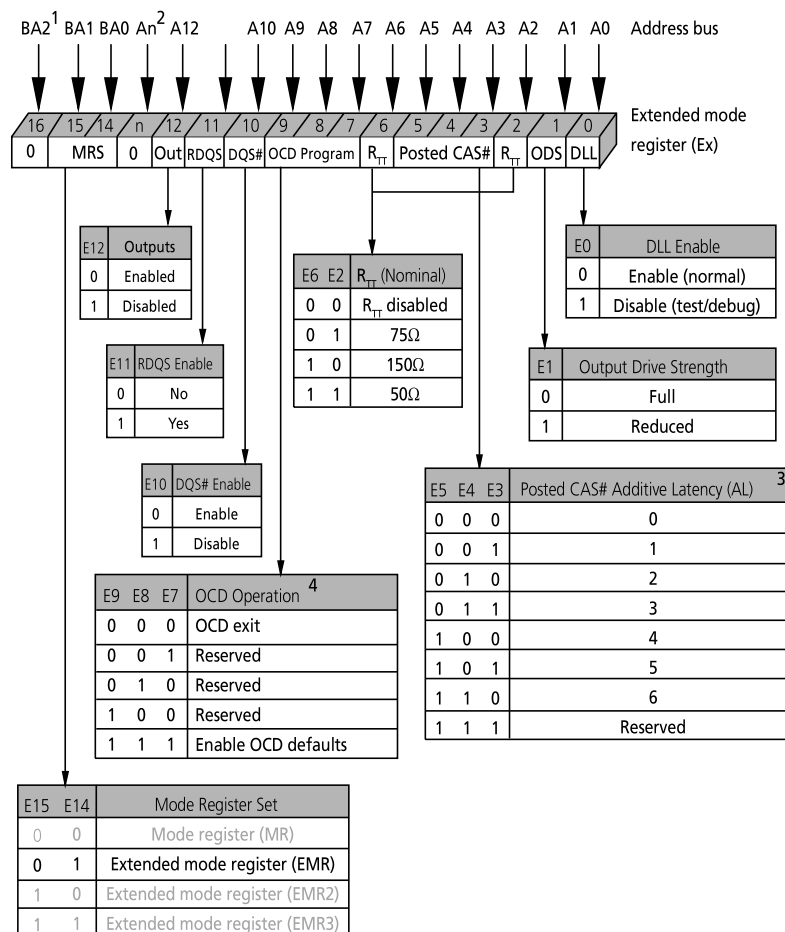 BA2 1 BA1 BA0 An 2 A12 A10 A9 A8 A7 A6 A5 A4 A3 A2 A1 A0 Address bus
16 15 14 n 12 11 10 9 8 7 6 5 4 3 2 1 0 Extended mode
register (Ex)
0 MRS 0 Out RDQS DQS# OCD Program RTT Posted CAS# RTT ODS DLL
E12 Outputs
0 Enabled
1 Disabled
E0 DLL Enable
0 Enable (normal)
1 Disable (test/debug)
E6 E2 RTT (Nominal)
0 0 RTT disabled
0 1 75Ω
1 0 150Ω
1 1 50Ω
E11 RDQS Enable
0 No
1 Yes
E1 Output Drive Strength
0 Full
1 Reduced
E10 DQS# Enable
0 Enable
1 Disable
E5 E4 E3 Posted CAS# Additive Latency (AL) 3
0 0 0 0
0 0 1 1
0 1 0 2
0 1 1 3
1 0 0 4
1 0 1 5
1 1 0 6
1 1 1 Reserved
E9 E8 E7 OCD Operation 4
0 0 0 OCD exit
0 0 1 Reserved
0 1 0 Reserved
1 0 0 Reserved
1 1 1 Enable OCD defaults
E15 E14 Mode Register Set
0 0 Mode register (MR)
0 1 Extended mode register (EMR)
1 0 Extended mode register (EMR2)
1 1 Extended mode register (EMR3)